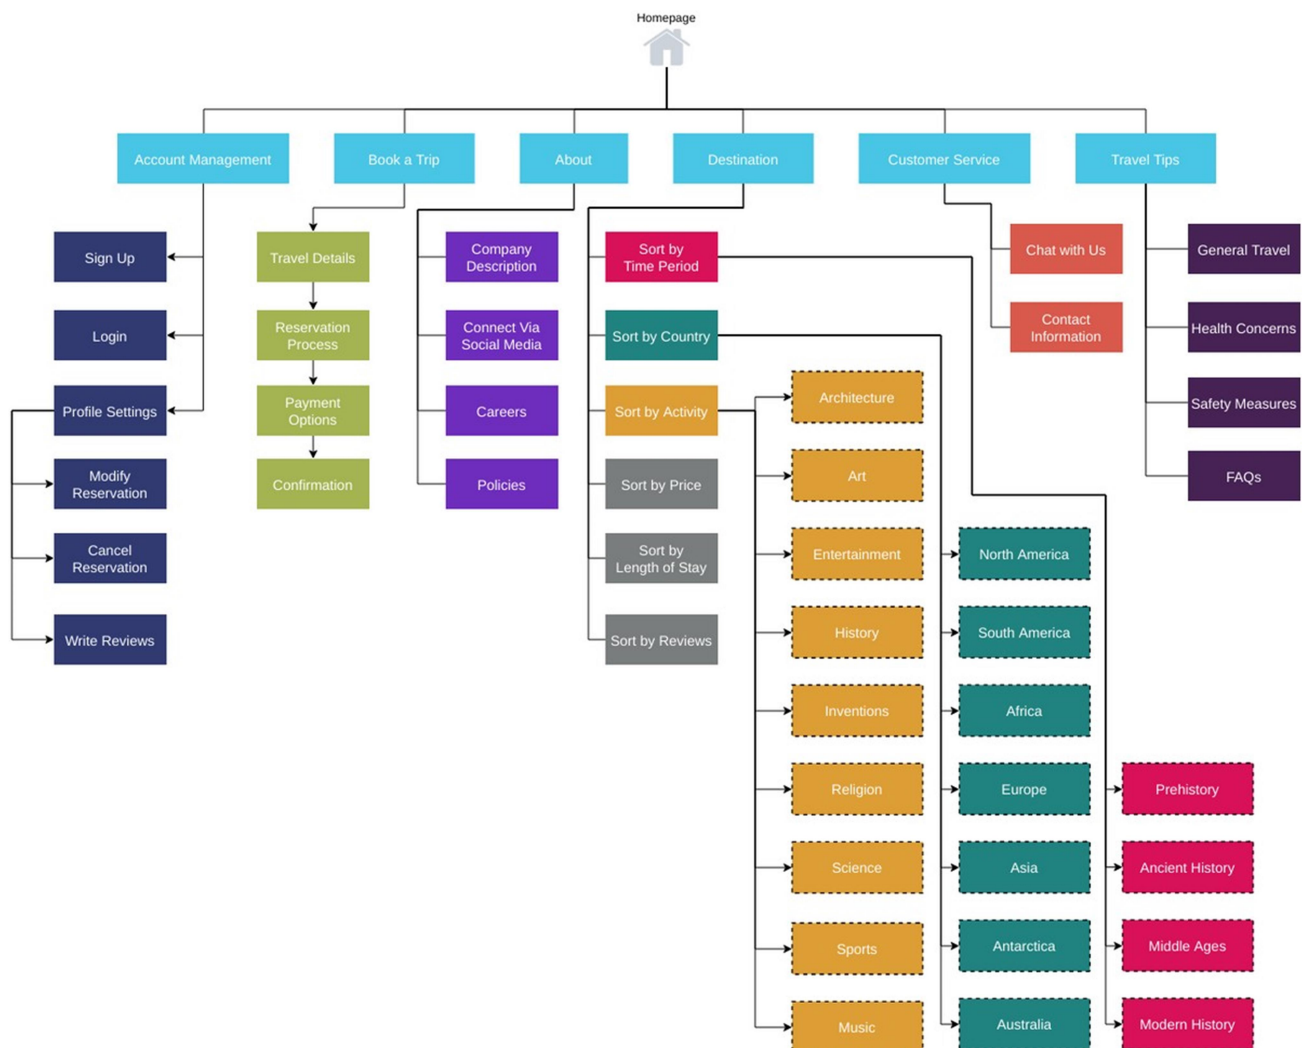 Homepage
Account Management
Book a Trip
About
Destination
Customer Service
Travel Tips
Sign Up
Login
Profile Settings
Modify
Reservation
Cancel
Reservation
Write Reviews
Travel Details
Reservation
Process
Payment
Options
Confirmation
Company
Description
Connect Via
Social Media
Careers
Policies
Sort by
Time Period
Sort by Country
Sort by Activity
Sort by Price
Sort by
Length of Stay
Sort by Reviews
Architecture
Art
Entertainment
History
Inventions
Religion
Science
Sports
Music
North America
South America
Africa
Europe
Asia
Antarctica
Australia
Prehistory
Ancient History
Middle Ages
Modern History
Chat with Us
Contact
Information
General Travel
Health Concerns
Safety Measures
FAQs